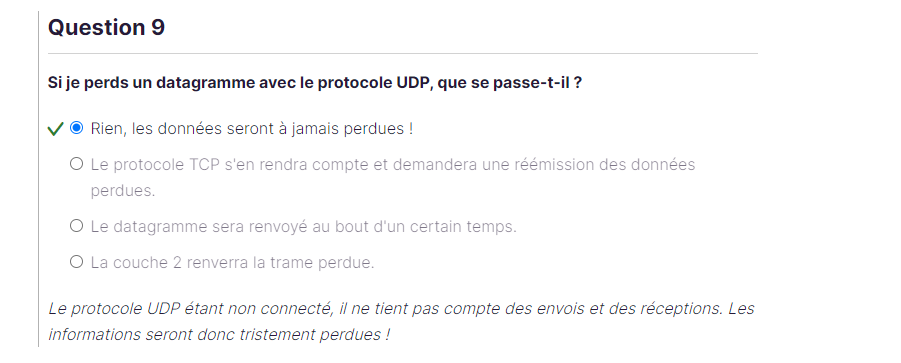 Question 9
Si je perds un datagramme avec le protocole UDP, que se passe-t-il ?
Rien, les données seront à jamais perdues !
Le protocole TCP s'en rendra compte et demandera une réémission des données
perdues.
Le datagramme sera renvoyé au bout d'un certain temps.
La couche 2 renverra la trame perdue.
Le protocole UDP étant non connecté, il ne tient pas compte des envois et des réceptions. Les
informations seront donc tristement perdues !